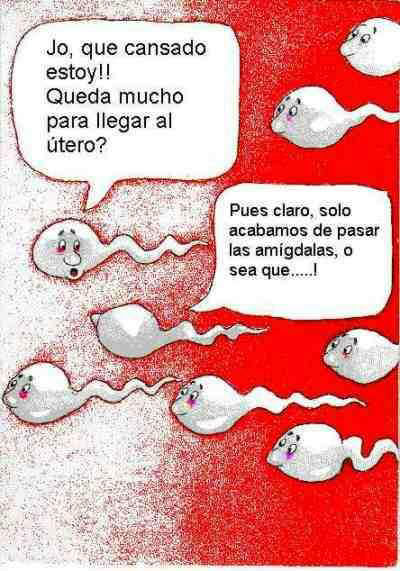 Jo, que cansado
estoy!!
Queda mucho
para llegar al
útero?
Pues claro, solo
acabamos de pasar
las amígdalas, o
sea que.....!